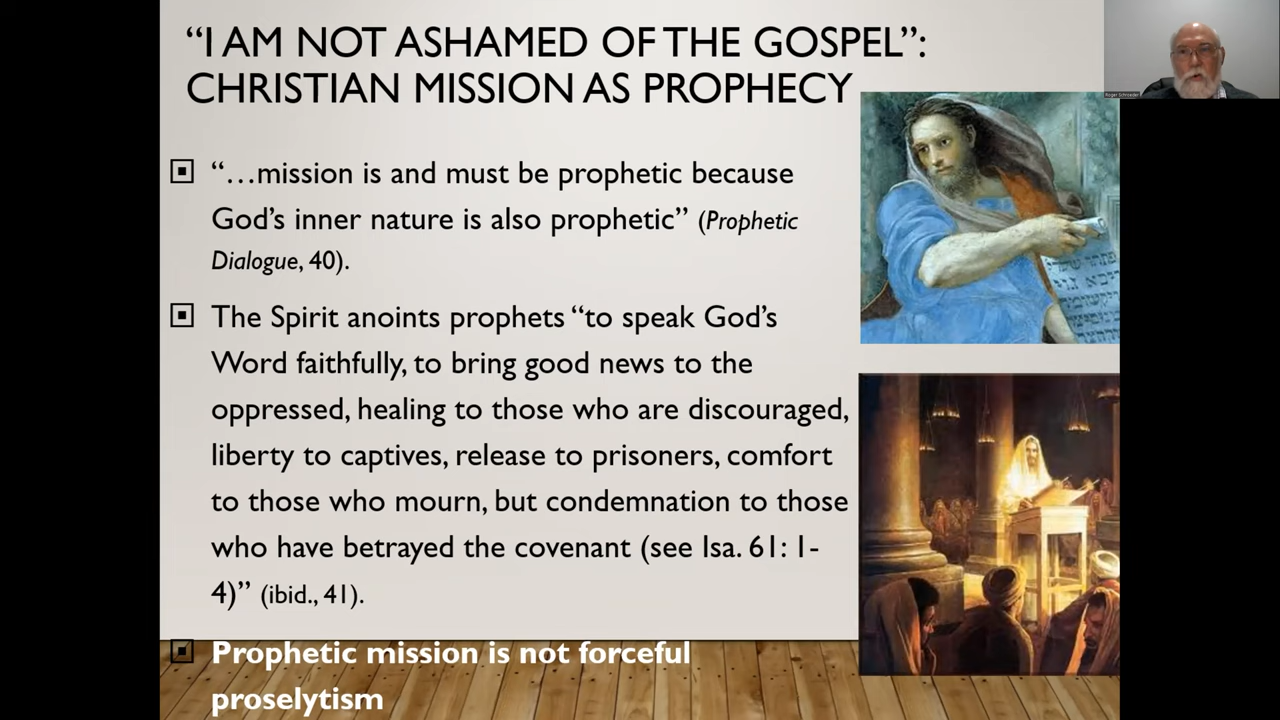 “I AM NOT ASHAMED OF THE GOSPEL”:
CHRISTIAN MISSION AS PROPHECY
“…mission is and must be prophetic because
God’s inner nature is also prophetic” (Prophetic
Dialogue, 40).
The Spirit anoints prophets “to speak God’s
Word faithfully, to bring good news to the
oppressed, healing to those who are discouraged,
liberty to captives, release to prisoners, comfort
to those who mourn, but condemnation to those
who have betrayed the covenant (see Isa. 61: 1-
4)” (ibid., 41).
Prophetic mission is not forceful
proselytism
Roger Schroeder